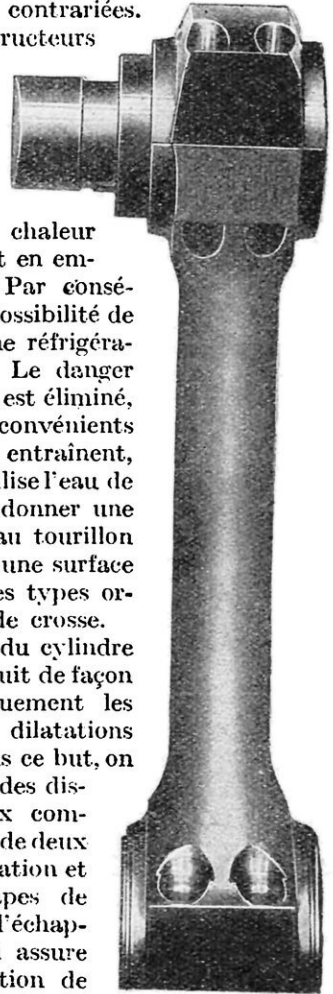 contrariées.
ructeurs
chaleur
t en em-
Par consé-
ossibilité de
ne réfrigéra-
Le danger
est éliminé,
convénients
entraînent,
lise l'eau de
donner une
au tourillon
une surface
es types or-
de crosse.
du cylindre
uit de façon
uement les
dilatations
s ce but, on
des dis-
x com-
de deux
ation et
pes de
l'échap-
assure
tion de